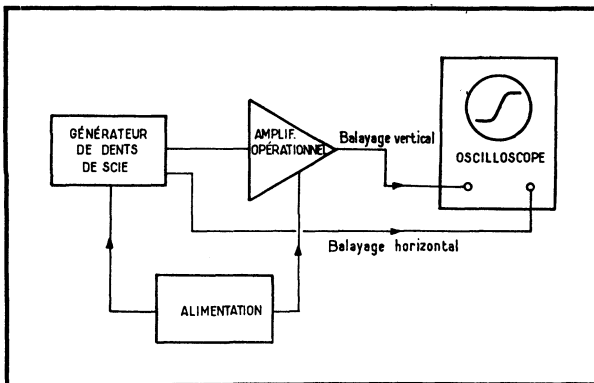 GÉNÉRATEUR
DE DENTS
DE SCIE
AMPLIF.
OPÉRATIONNEL
Balayage vertical
OSCILLOSCOPE
Balayage horizontal
ALIMENTATION